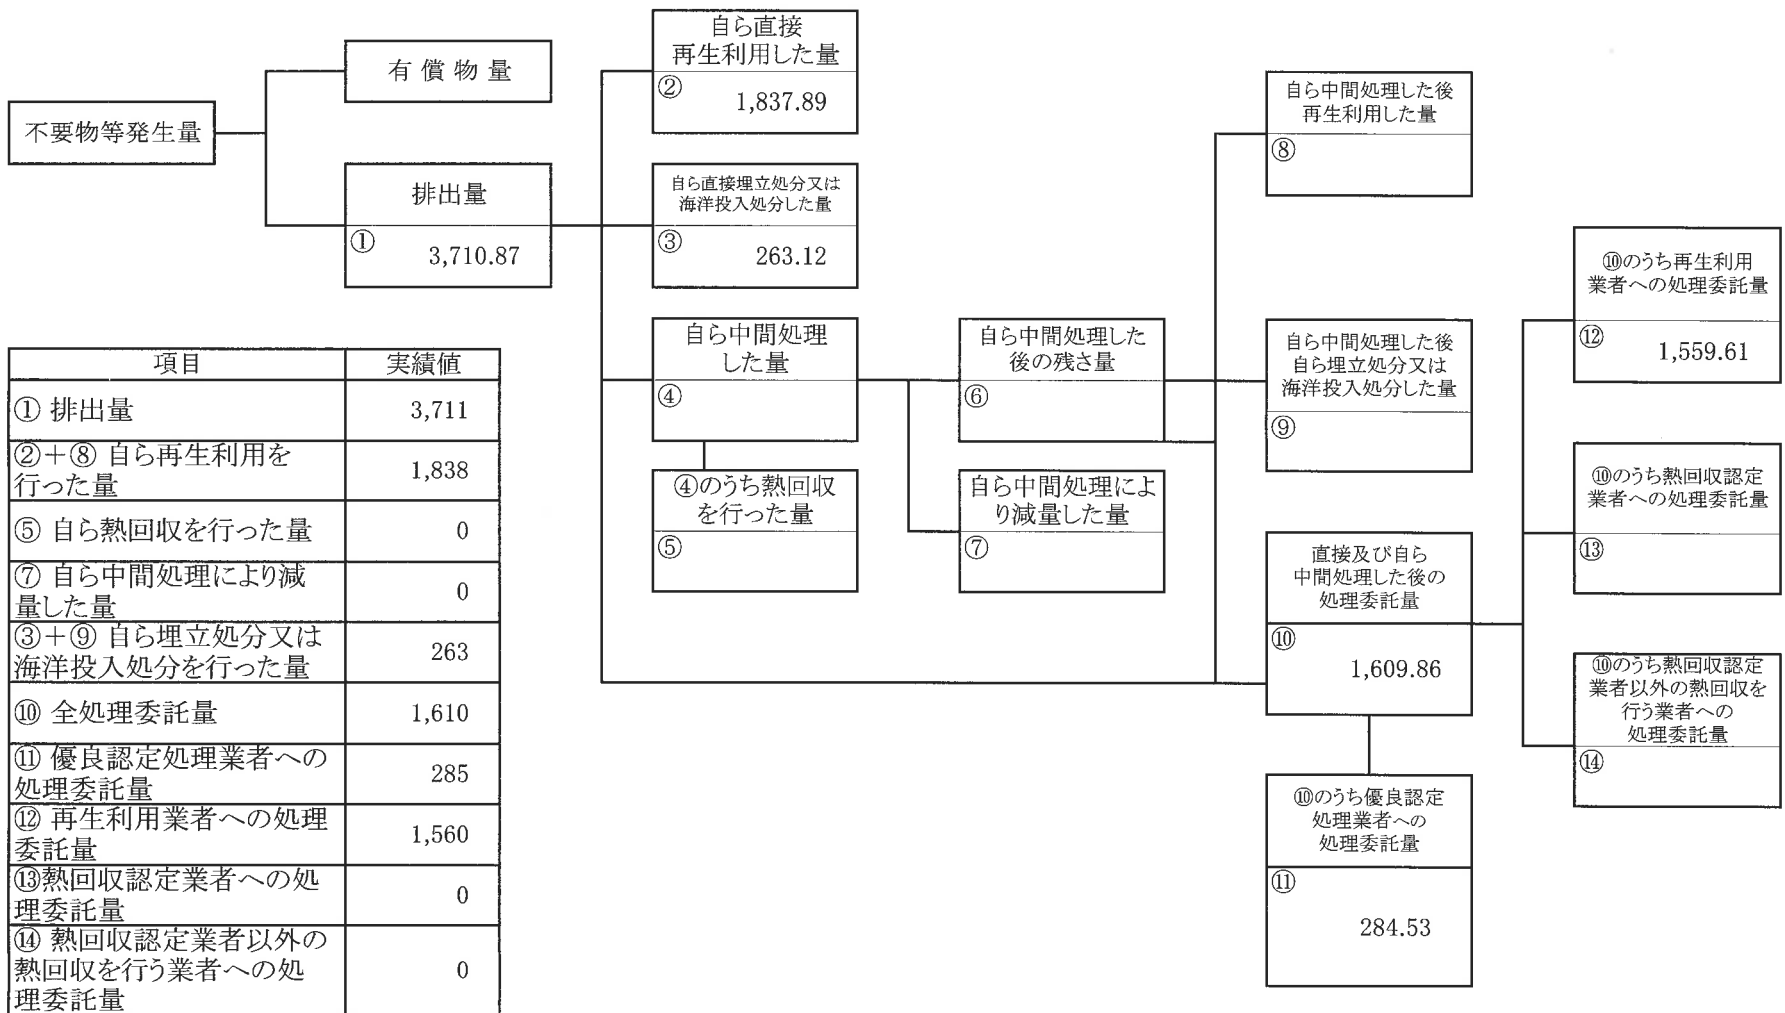 不要物等発生量
有償物量
排出量
①
3,710.87
自ら直接
再生利用した量
②
1,837.89
自ら直接埋立処分又は
海洋投入処分した量
③
263.12
自ら中間処理
した量
④
④のうち熱回収
を行った量
⑤
自ら中間処理した
後の残さ量
⑥
自ら中間処理によ
り減量した量
⑦
自ら中間処理した後
再生利用した量
⑧
自ら中間処理した後
自ら埋立処分又は
海洋投入処分した量
⑨
直接及び自ら
中間処理した後の
処理委託量
⑩
1,609.86
⑩のうち優良認定
処理業者への
処理委託量
⑪
284.53
⑩のうち再生利用
業者への処理委託量
⑫
1,559.61
⑩のうち熱回収認定
業者への処理委託量
⑬
⑩のうち熱回収認定
業者以外の熱回収を
行う業者への
処理委託量
⑭
項目 実績値
① 排出量 3,711
②+⑧ 自ら再生利用を
行った量 1,838
⑤ 自ら熱回収を行った量 0
⑦ 自ら中間処理により減
量した量 0
③+⑨ 自ら埋立処分又は
海洋投入処分を行った量 263
⑩ 全処理委託量 1,610
⑪ 優良認定処理業者への
処理委託量 285
⑫ 再生利用業者への処理
委託量 1,560
⑬熱回収認定業者への処
理委託量 0
⑭ 熱回収認定業者以外の
熱回収を行う業者への処
理委託量 0